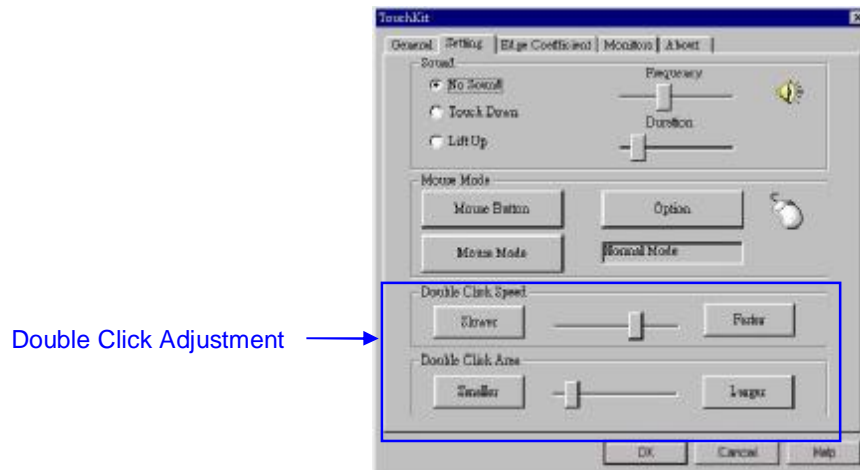 TouchKit
General Setting Edge Coefficient Monitors About
Sound
No Sound
Touch Down
Lift Up
Frequency
Duration
Mouse Mode
Mouse Button Option
Mouse Mode Normal Mode
Double Click Speed
Slower Faster
Double Click Area
Smaller Larger
Double Click Adjustment
OK Cancel Help